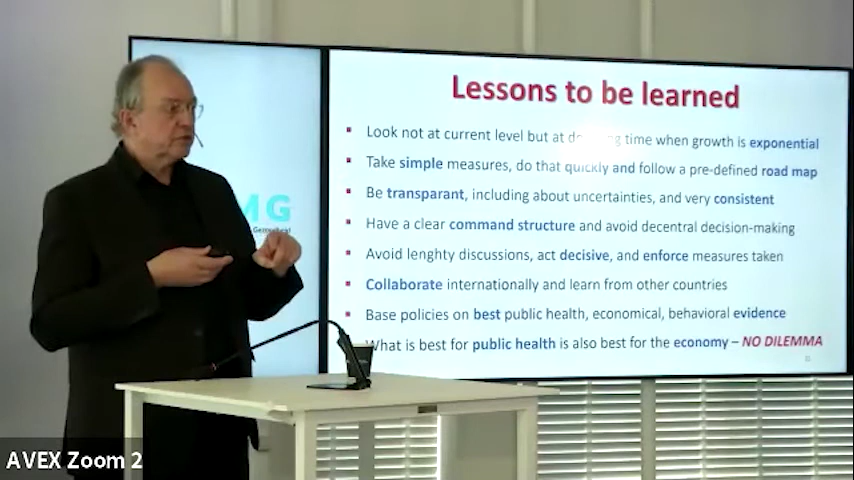 Lessons to be learned
Look not at current level but at time when growth is exponential
Take simple measures, do that quickly and follow a pre-defined road map
Be transparant, including about uncertainties, and very consistent
Have a clear command structure and avoid decentral decision-making
Avoid lenghty discussions, act decisive, and enforce measures taken
Collaborate internationally and learn from other countries
Base policies on best public health, economical, behavioral evidence
What is best for public health is also best for the economy – NO DILEMMA
MG
AVEX Zoom 2